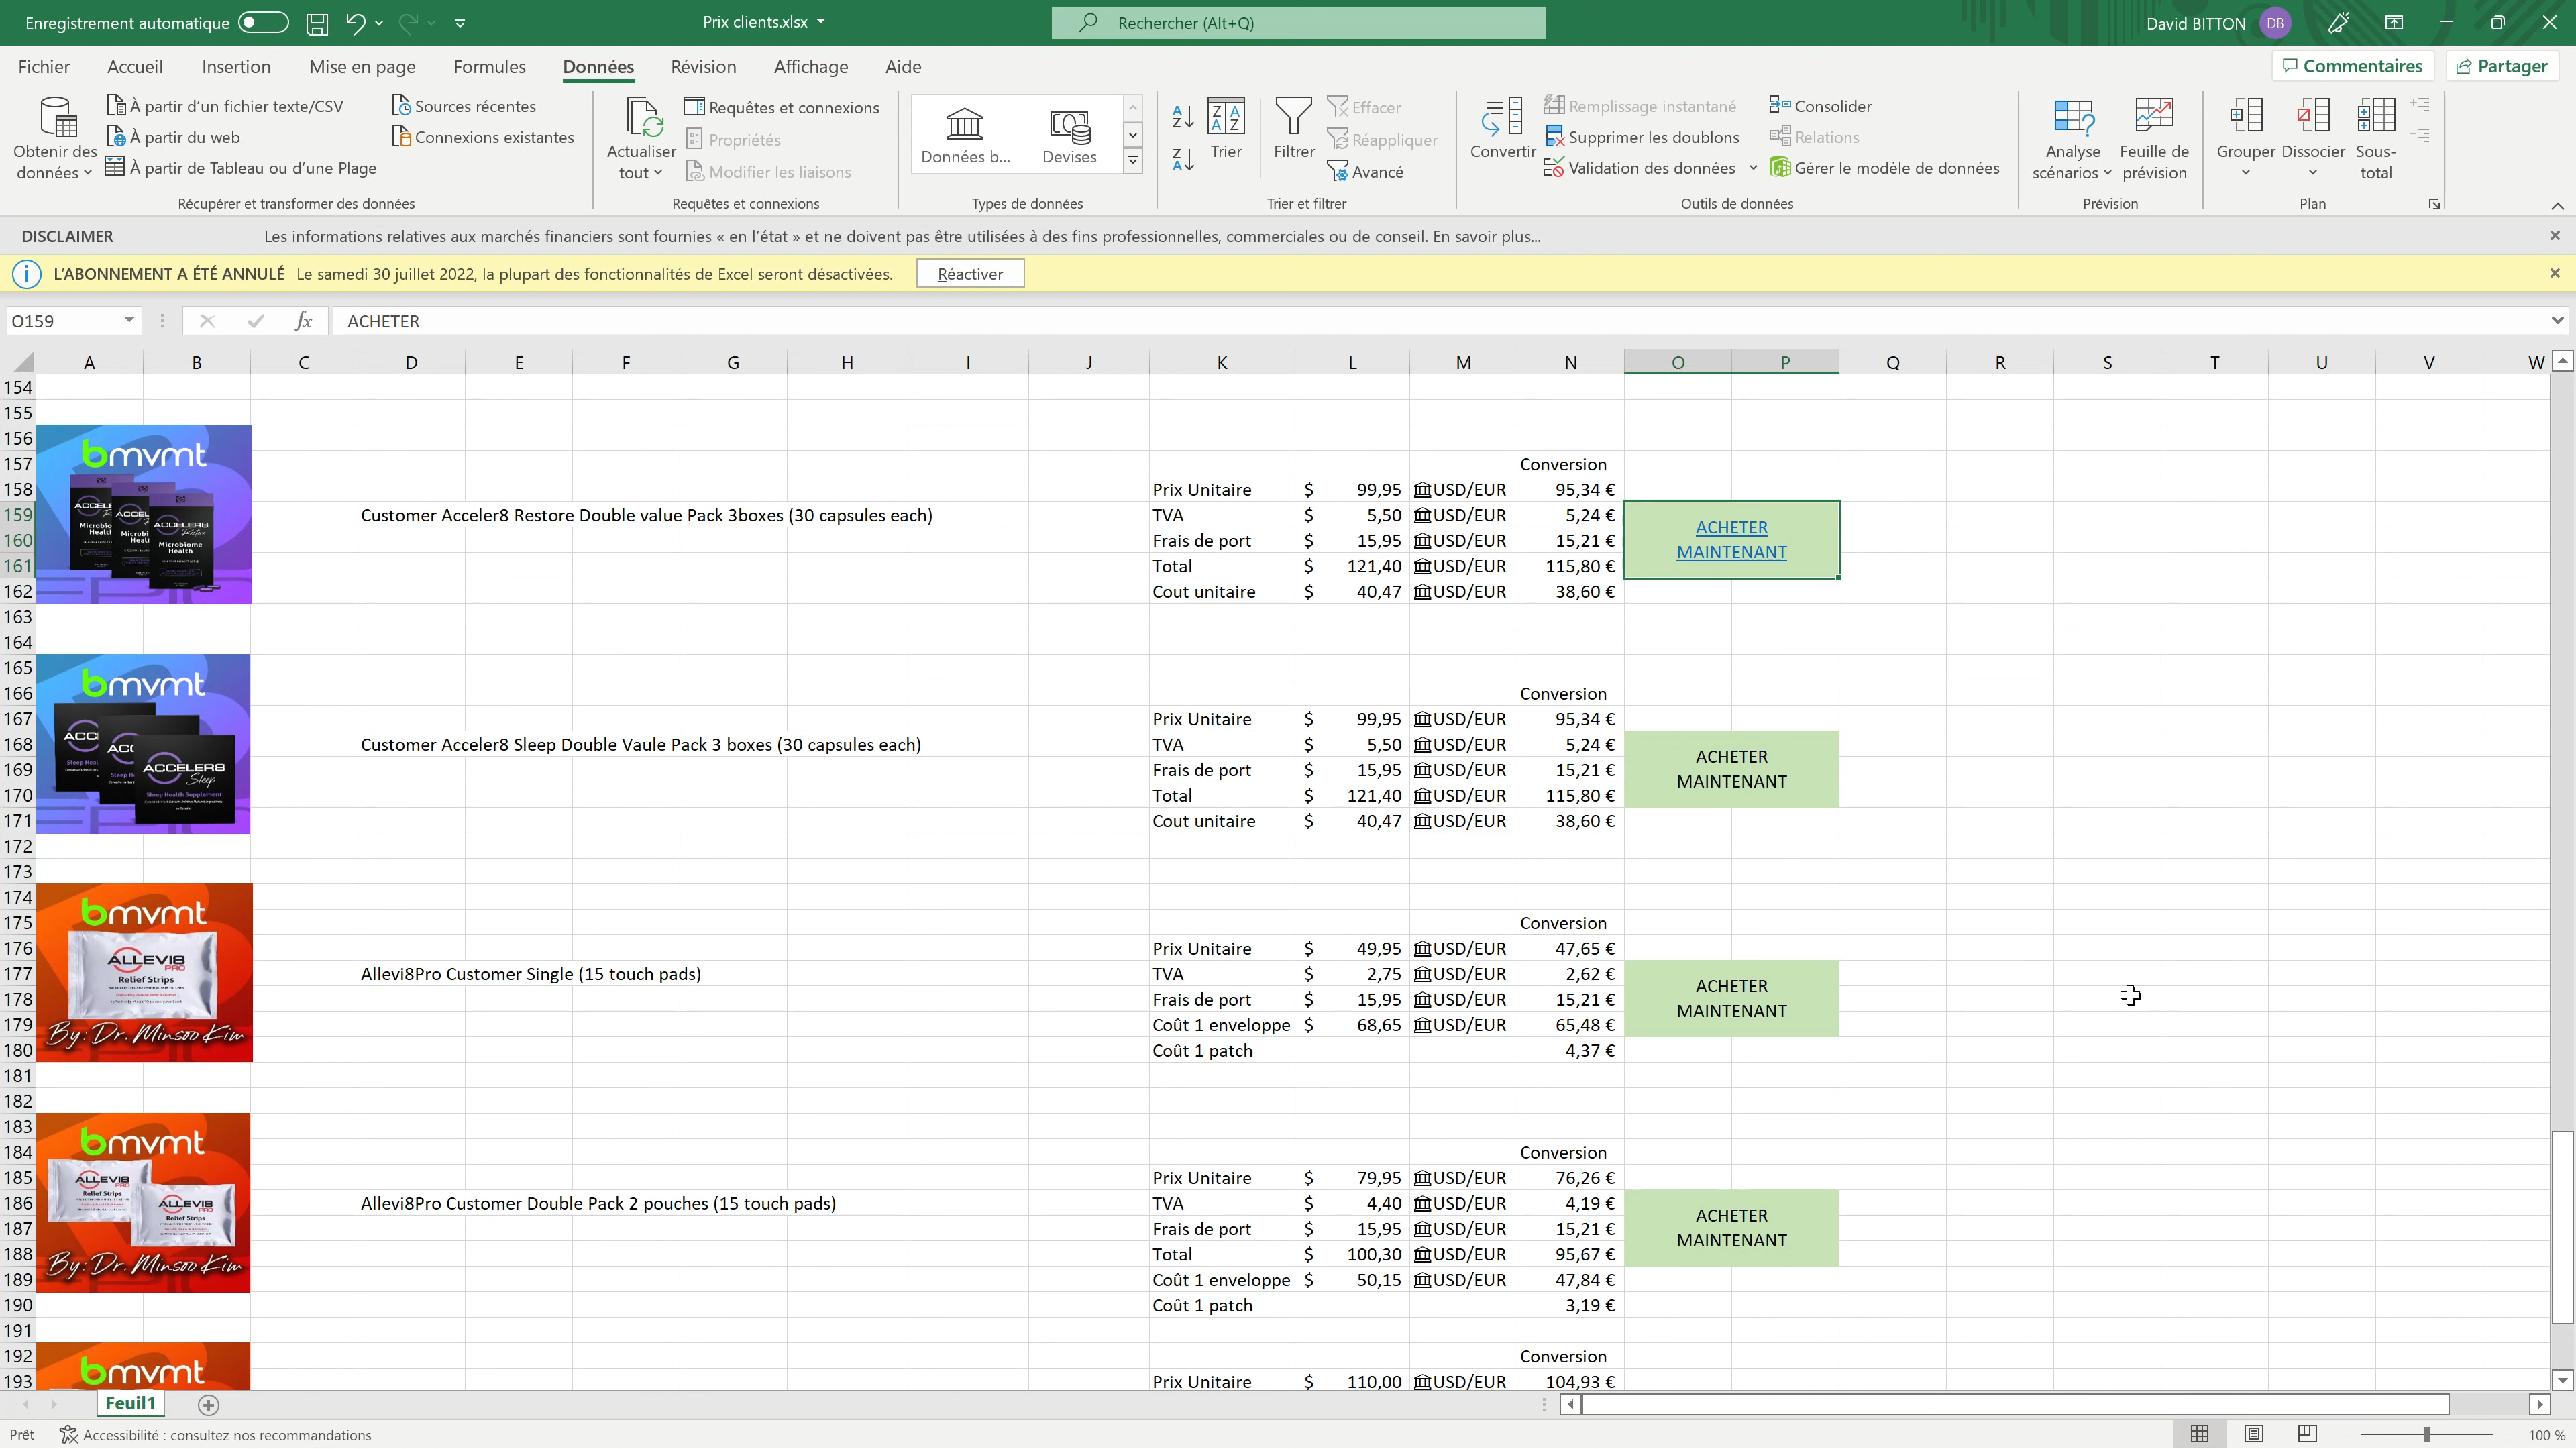 Enregistrement automatique
Prix clients.xlsx
Rechercher (Alt+Q)
David BITTON DB
Fichier Accueil Insertion Mise en page Formules Données Révision Affichage Aide
Commentaires Partager
Obtenir des données
À partir d'un fichier texte/CSV
À partir du web
À partir de Tableau ou d'une Plage
Sources récentes
Connexions existantes
Récupérer et transformer des données
Actualiser tout
Requêtes et connexions
Propriétés
Modifier les liaisons
Requêtes et connexions
Données b... Devises
Types de données
Trier
Filtrer
Effacer
Réappliquer
Avancé
Trier et filtrer
Convertir
Remplissage instantané
Supprimer les doublons
Validation des données
Consolider
Relations
Gérer le modèle de données
Outils de données
Analyse scénarios
Feuille de prévision
Prévision
Grouper Dissocier Sous-total
Plan
DISCLAIMER Les informations relatives aux marchés financiers sont fournies « en l'état » et ne doivent pas être utilisées à des fins professionnelles, commerciales ou de conseil. En savoir plus...
L'ABONNEMENT A ÉTÉ ANNULÉ Le samedi 30 juillet 2022, la plupart des fonctionnalités de Excel seront désactivées. Réactiver
O159 fx ACHETER
A B C D E F G H I J K L M N O P Q R S T U V W
154
155
156 bmvmt
157 Conversion
158 Prix Unitaire $ 99,95 USD/EUR 95,34 €
159 Customer Acceler8 Restore Double value Pack 3boxes (30 capsules each) TVA $ 5,50 USD/EUR 5,24 € ACHETER
160 Frais de port $ 15,95 USD/EUR 15,21 € MAINTENANT
161 Total $ 121,40 USD/EUR 115,80 €
162 Cout unitaire $ 40,47 USD/EUR 38,60 €
ACCELER8 Restore
Microbiome Health
163
164
165
166 bmvmt Conversion
167 Prix Unitaire $ 99,95 USD/EUR 95,34 €
168 Customer Acceler8 Sleep Double Vaule Pack 3 boxes (30 capsules each) TVA $ 5,50 USD/EUR 5,24 € ACHETER
169 Frais de port $ 15,95 USD/EUR 15,21 € MAINTENANT
170 Total $ 121,40 USD/EUR 115,80 €
171 Cout unitaire $ 40,47 USD/EUR 38,60 €
ACCELER8 Sleep
Sleep Health Supplement
172
173
174
175 bmvmt Conversion
176 Prix Unitaire $ 49,95 USD/EUR 47,65 €
177 Allevi8Pro Customer Single (15 touch pads) TVA $ 2,75 USD/EUR 2,62 € ACHETER
178 Frais de port $ 15,95 USD/EUR 15,21 € MAINTENANT
179 Coût 1 enveloppe $ 68,65 USD/EUR 65,48 €
180 Coût 1 patch 4,37 €
ALLEVI8 PRO
Relief Strips
By: Dr. Minsoo Kim
181
182
183
184 bmvmt Conversion
185 Prix Unitaire $ 79,95 USD/EUR 76,26 €
186 Allevi8Pro Customer Double Pack 2 pouches (15 touch pads) TVA $ 4,40 USD/EUR 4,19 € ACHETER
187 Frais de port $ 15,95 USD/EUR 15,21 € MAINTENANT
188 Total $ 100,30 USD/EUR 95,67 €
189 Coût 1 enveloppe $ 50,15 USD/EUR 47,84 €
190 Coût 1 patch 3,19 €
ALLEVI8 PRO
Relief Strips
ALLEVI8 PRO
Relief Strips
By: Dr. Minsoo Kim
191
192 Conversion
193 bmvmt Prix Unitaire $ 110,00 USD/EUR 104,93 €
Feuil1
Prêt Accessibilité : consultez nos recommandations 100 %